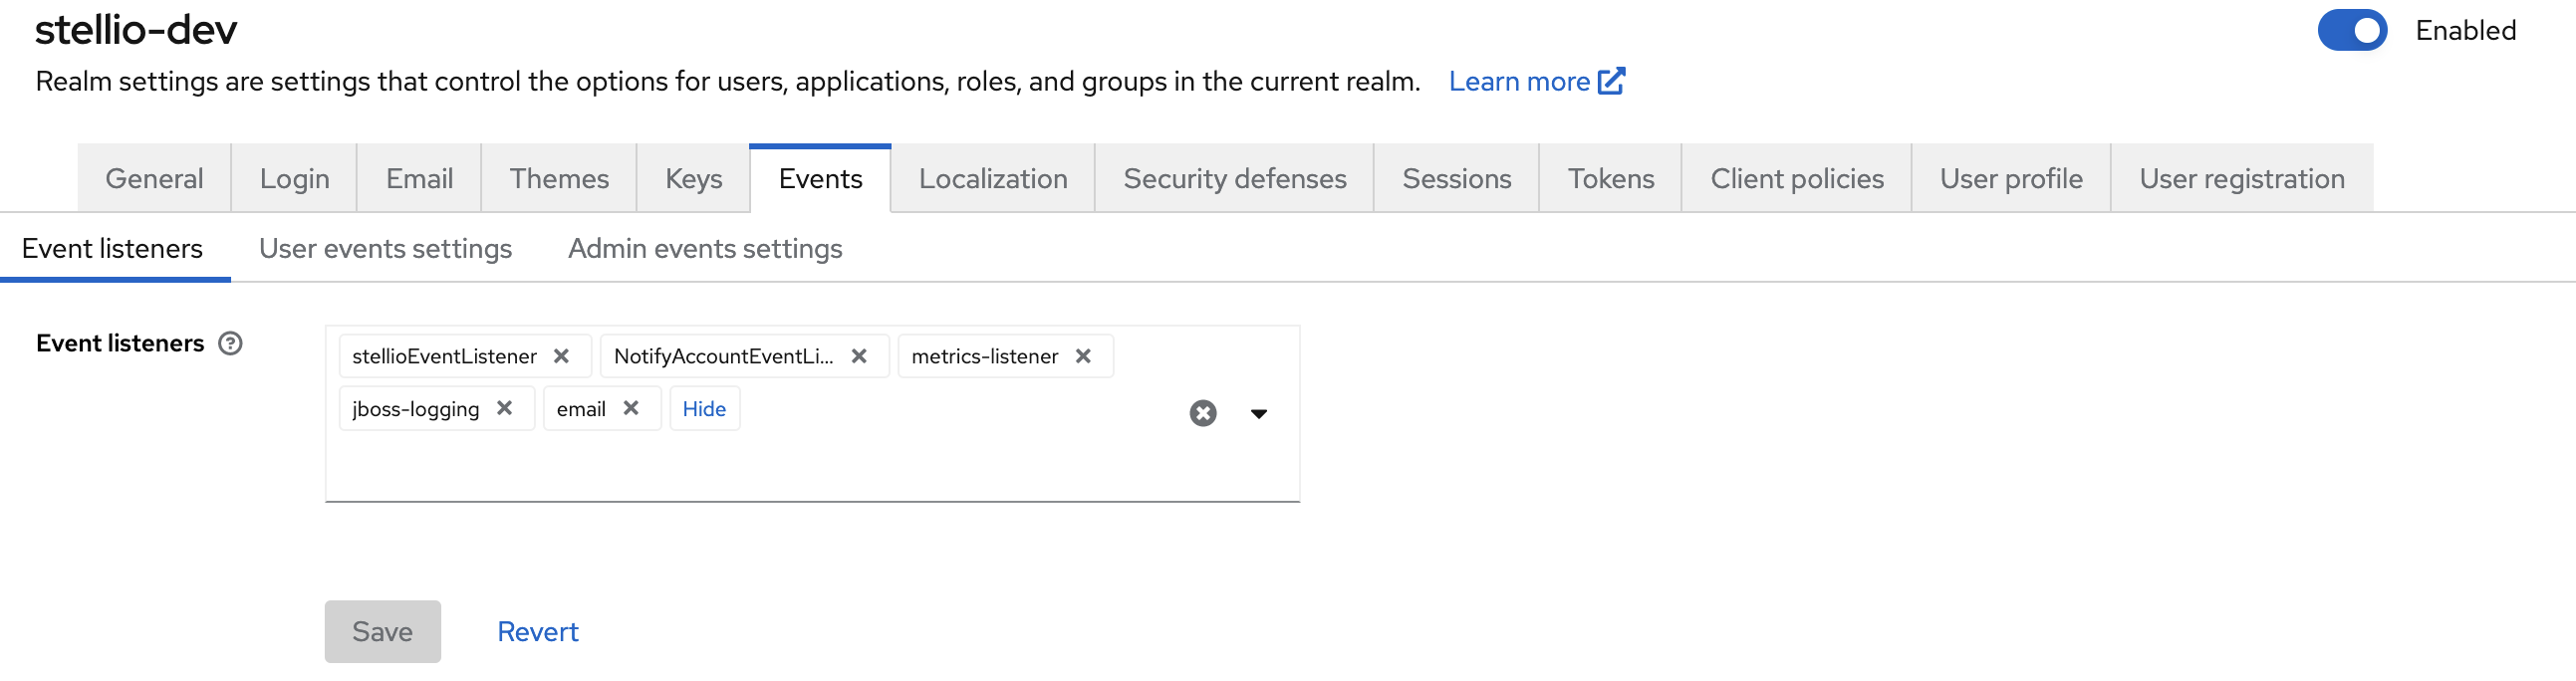 stellio-dev
Enabled
Realm settings are settings that control the options for users, applications, roles, and groups in the current realm. Learn more
General Login Email Themes Keys Events Localization Security defenses Sessions Tokens Client policies User profile User registration
Event listeners User events settings Admin events settings
Event listeners
stellioEventListener NotifyAccountEventLi... metrics-listener
jboss-logging email Hide
Save Revert